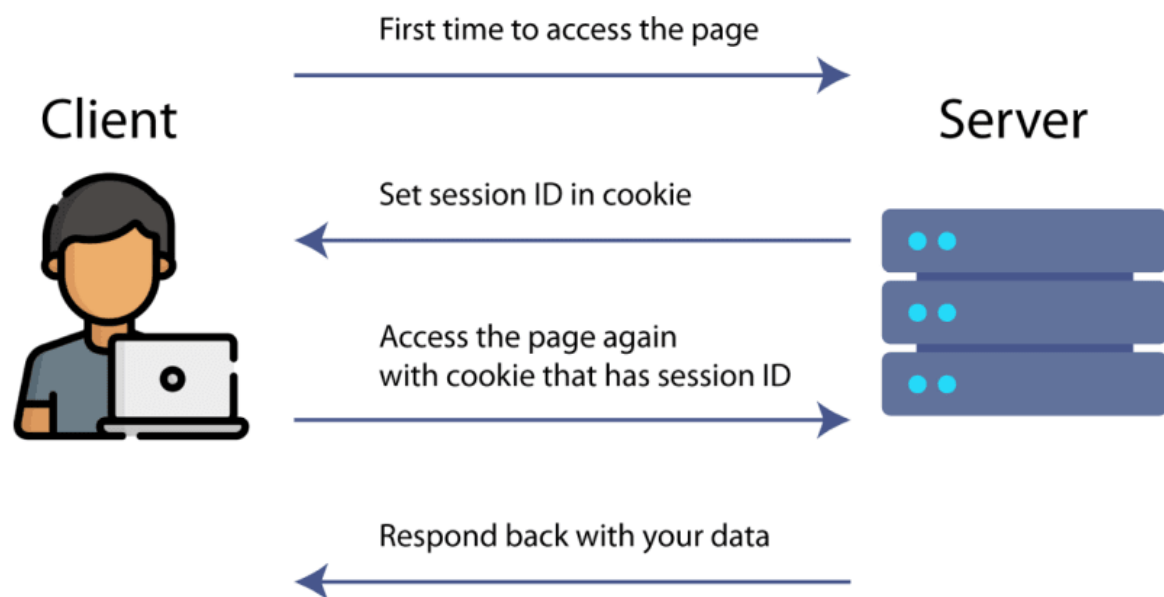 First time to access the page
Client
Server
Set session ID in cookie
Access the page again
with cookie that has session ID
Respond back with your data